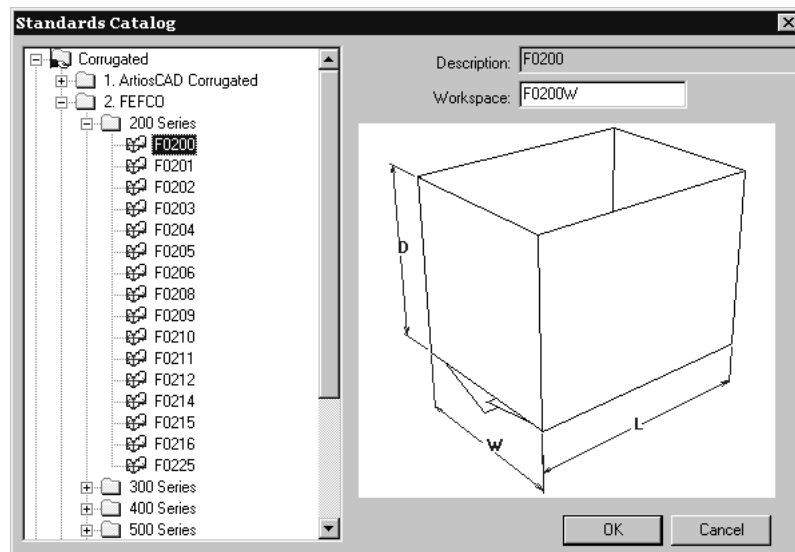 Standards Catalog
Corrugated
1. ArtiosCAD Corrugated
2. FEFCO
200 Series
F0200
F0201
F0202
F0203
F0204
F0205
F0206
F0208
F0209
F0210
F0211
F0212
F0214
F0215
F0216
F0225
300 Series
400 Series
500 Series
Description: F0200
Workspace: F0200W
D
W
L
OK
Cancel